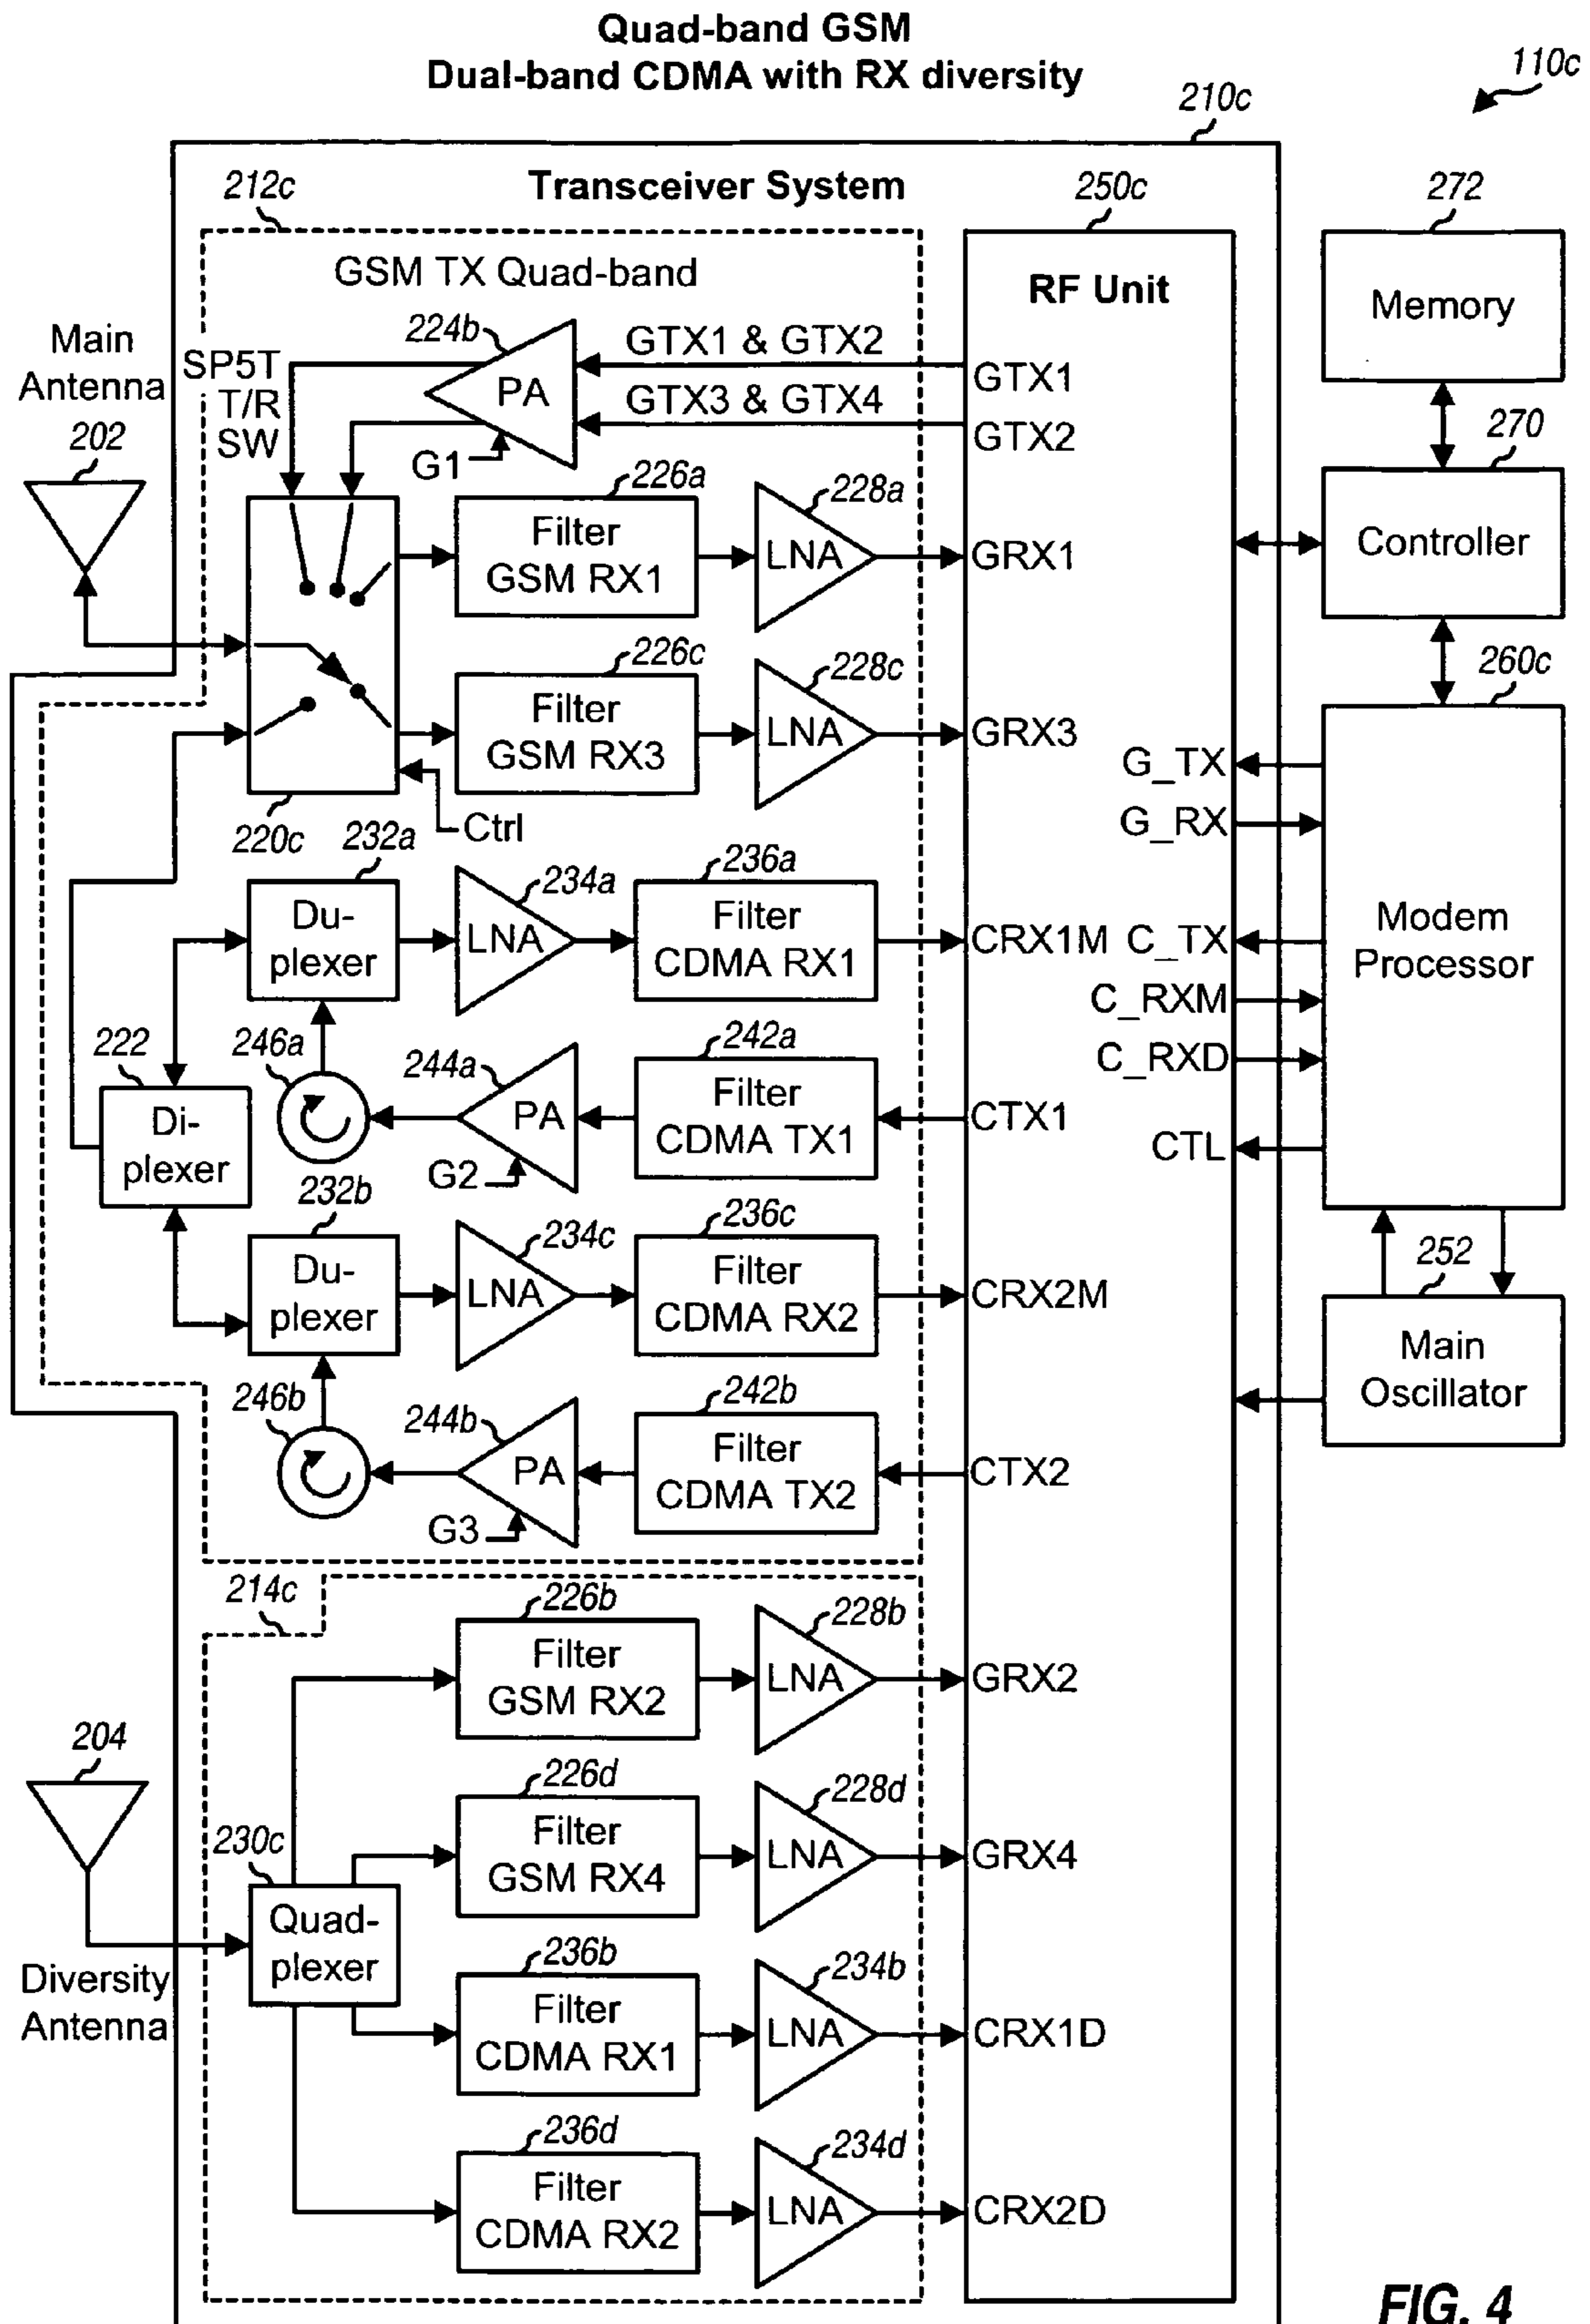 Quad-band GSM
Dual-band CDMA with RX diversity
110c
210c
212c
Transceiver System
250c
272
GSM TX Quad-band
RF Unit
Memory
224b
Main
Antenna
202
SP5T
T/R
SW
PA
GTX1 & GTX2
GTX3 & GTX4
GTX1
GTX2
G1
270
226a
228a
Filter
GSM RX1
LNA
GRX1
Controller
226c
228c
260c
Filter
GSM RX3
LNA
GRX3
G_TX
G_RX
220c
Ctrl
232a
234a
236a
Du-
plexer
LNA
Filter
CDMA RX1
CRX1M
C_TX
Modem
Processor
C_RXM
C_RXD
222
246a
244a
242a
Di-
plexer
PA
Filter
CDMA TX1
CTX1
CTL
G2
232b
234c
236c
252
Du-
plexer
LNA
Filter
CDMA RX2
CRX2M
Main
Oscillator
246b
244b
242b
PA
Filter
CDMA TX2
CTX2
G3
214c
226b
228b
Filter
GSM RX2
LNA
GRX2
204
226d
228d
230c
Filter
GSM RX4
LNA
GRX4
Quad-
plexer
Diversity
Antenna
236b
234b
Filter
CDMA RX1
LNA
CRX1D
236d
234d
Filter
CDMA RX2
LNA
CRX2D
FIG. 4